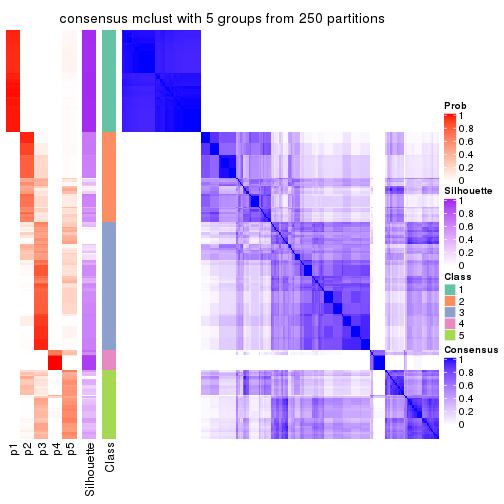 consensus mclust with 5 groups from 250 partitions
Prob
1
0.8
0.6
0.4
0.2
0
Silhouette
1
0.8
0.6
0.4
0.2
0
Class
1
2
3
4
5
Consensus
1
0.8
0.6
0.4
0.2
0
p1
p2
p3
p4
p5
Silhouette
Class